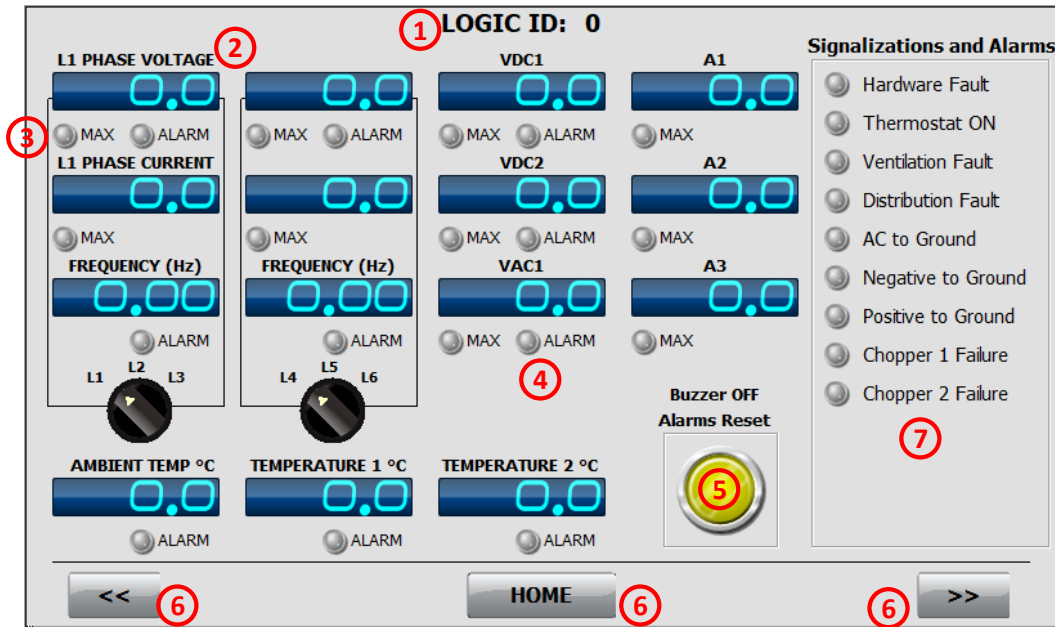 1 LOGIC ID: 0
L1 PHASE VOLTAGE 2 VDC1 A1
0.0 0.0 0.0 0.0
3 MAX ALARM MAX ALARM MAX ALARM MAX
L1 PHASE CURRENT VDC2 A2
0.0 0.0 0.0 0.0
MAX MAX MAX ALARM MAX
FREQUENCY (Hz) FREQUENCY (Hz) VAC1 A3
0.00 0.00 0.0 0.0
ALARM ALARM MAX ALARM MAX
4
L1 L2 L3 L4 L5 L6
AMBIENT TEMP °C TEMPERATURE 1 °C TEMPERATURE 2 °C
0.0 0.0 0.0
ALARM ALARM ALARM
Buzzer OFF
Alarms Reset
5
Signalizations and Alarms
Hardware Fault
Thermostat ON
Ventilation Fault
Distribution Fault
AC to Ground
Negative to Ground
Positive to Ground
Chopper 1 Failure
Chopper 2 Failure
7
<< 6 HOME 6 6 >>